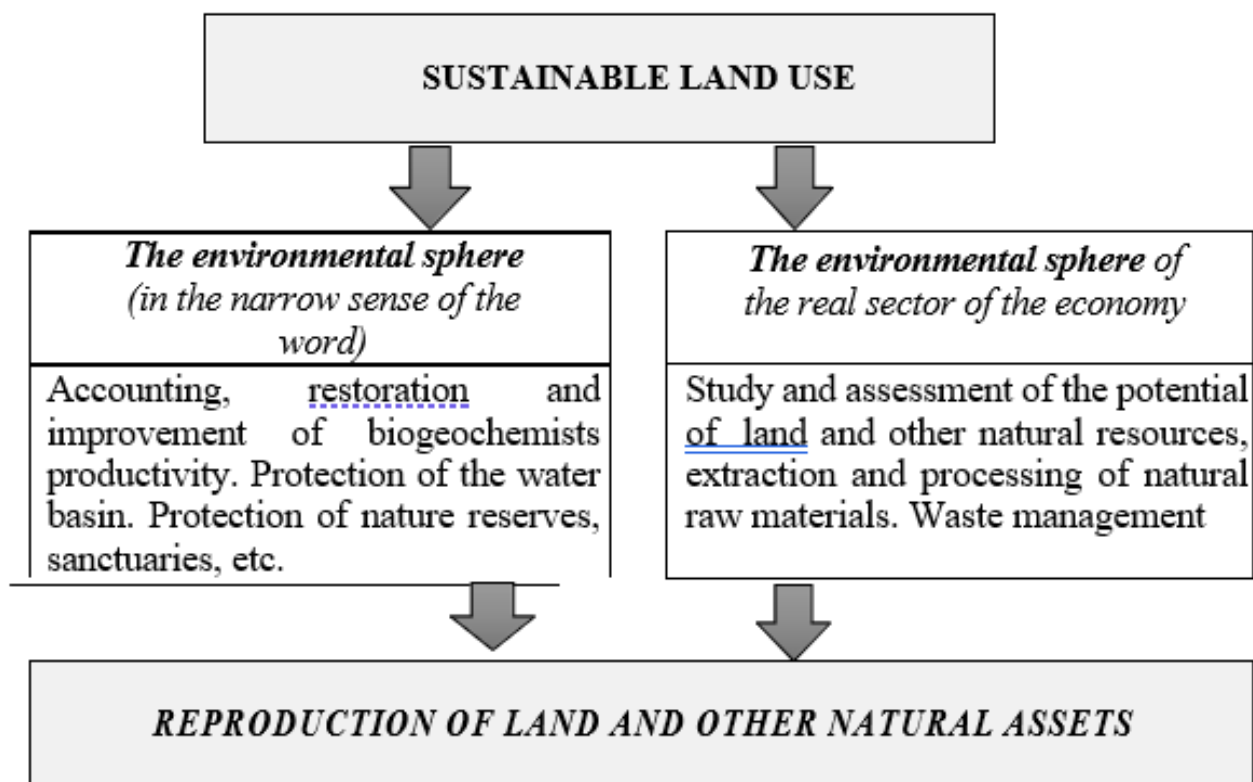 SUSTAINABLE LAND USE
The environmental sphere
(in the narrow sense of the
word)
Accounting, restoration and
improvement of biogeochemists
productivity. Protection of the water
basin. Protection of nature reserves,
sanctuaries, etc.
The environmental sphere of
the real sector of the economy
Study and assessment of the potential
of land and other natural resources,
extraction and processing of natural
raw materials. Waste management
REPRODUCTION OF LAND AND OTHER NATURAL ASSETS